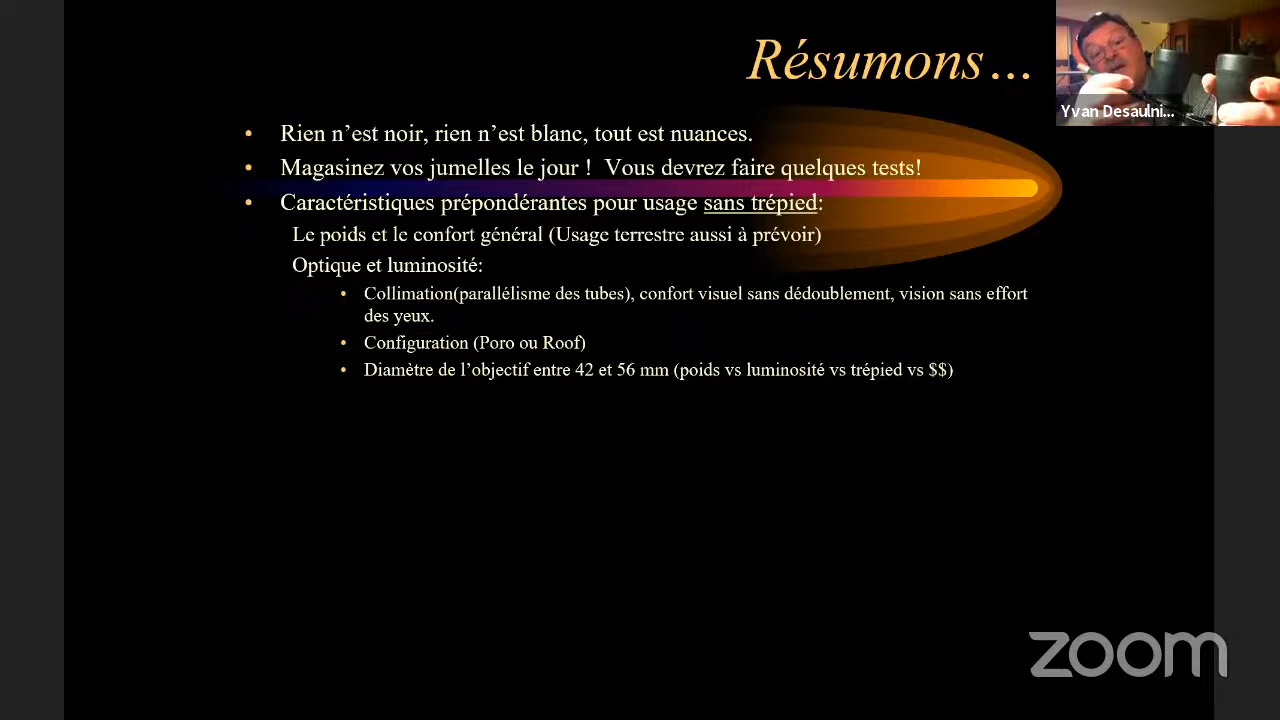 Résumons…
Yvan Desaulni...
• Rien n’est noir, rien n’est blanc, tout est nuances.
• Magasinez vos jumelles le jour ! Vous devrez faire quelques tests!
• Caractéristiques prépondérantes pour usage sans trépied:
Le poids et le confort général (Usage terrestre aussi à prévoir)
Optique et luminosité:
• Collimation(parallélisme des tubes), confort visuel sans dédoublement, vision sans effort
des yeux.
• Configuration (Poro ou Roof)
• Diamètre de l’objectif entre 42 et 56 mm (poids vs luminosité vs trépied vs $$)
zoom